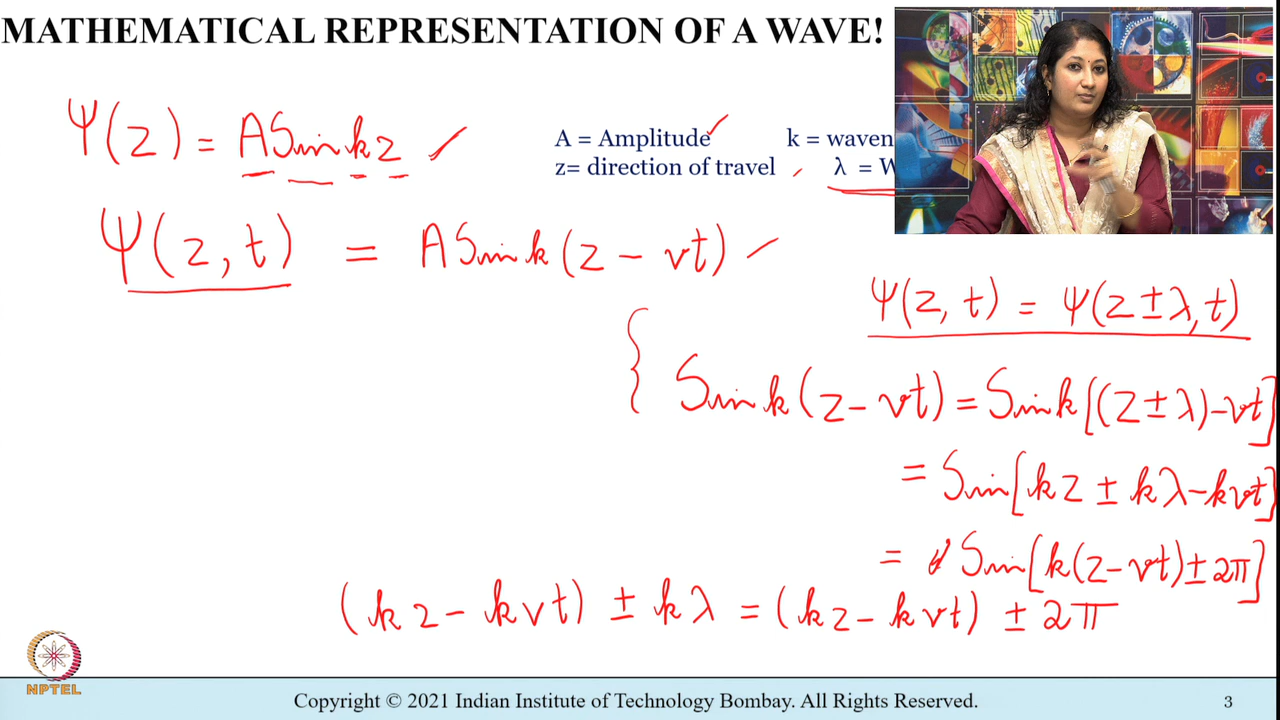 MATHEMATICAL REPRESENTATION OF A WAVE!
Ψ(z) = A Sin kz ✓
A = Amplitude ✓
z= direction of travel
k =
λ =
Ψ(z, t) = A Sin k (z - vt)
Ψ(z, t) = Ψ(z ± λ, t)
{ Sin k (z - vt) = Sin k [(z ± λ) - vt]
= Sin [kz ± kλ - kvt]
= Sin [k(z - vt) ± 2π]
(kz - kvt) ± kλ = (kz - kvt) ± 2π
NPTEL
Copyright © 2021 Indian Institute of Technology Bombay. All Rights Reserved.
3